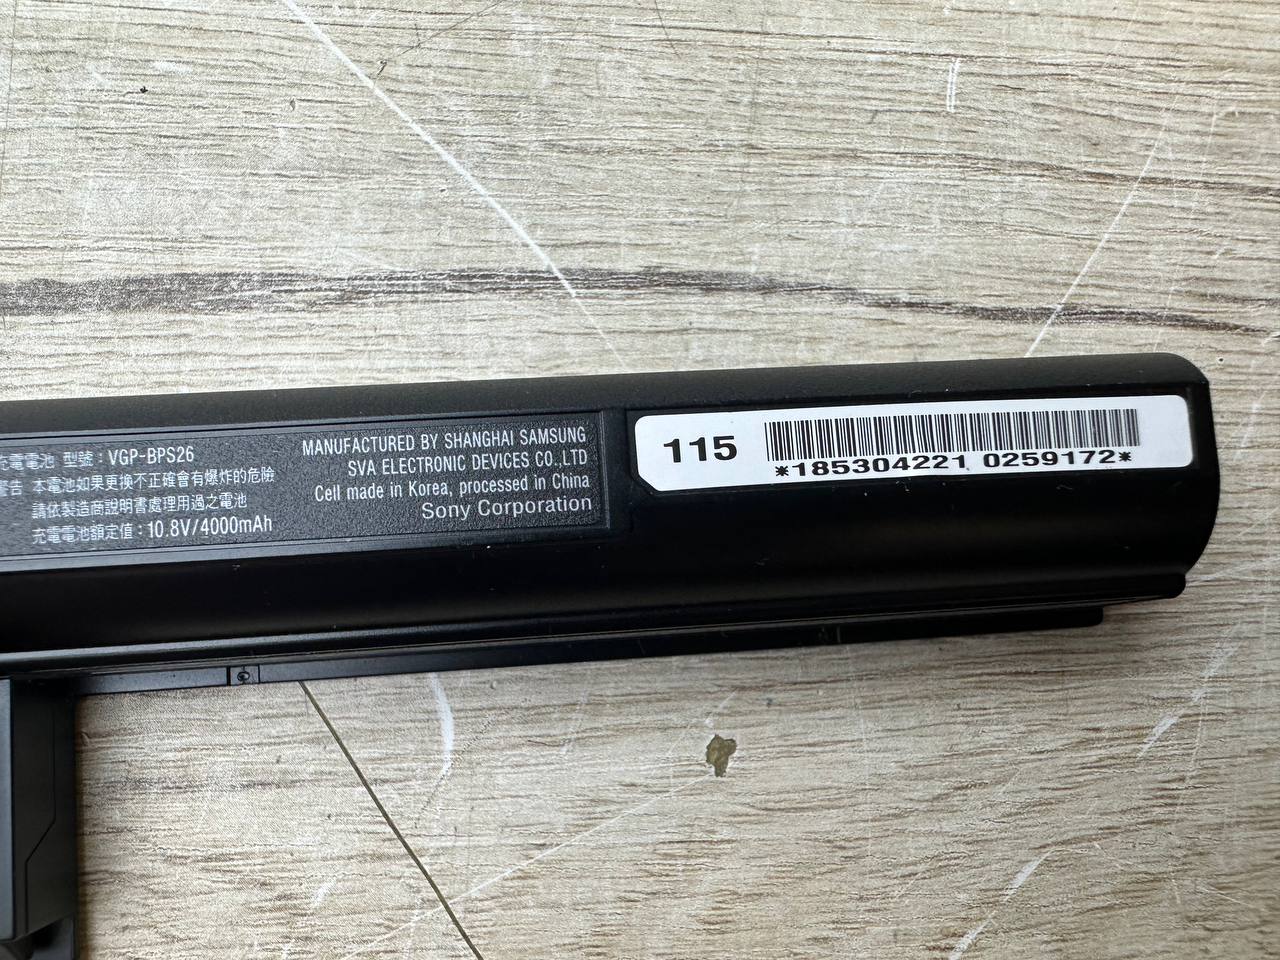 充電電池 型號：VGP-BPS26
警告 本電池如果更換不正確會有爆炸的危險
請依製造商說明書處理用過之電池
充電電池額定值：10.8V/4000mAh
MANUFACTURED BY SHANGHAI SAMSUNG
SVA ELECTRONIC DEVICES CO.,LTD
Cell made in Korea, processed in China
Sony Corporation
115
*185304221 0259172*